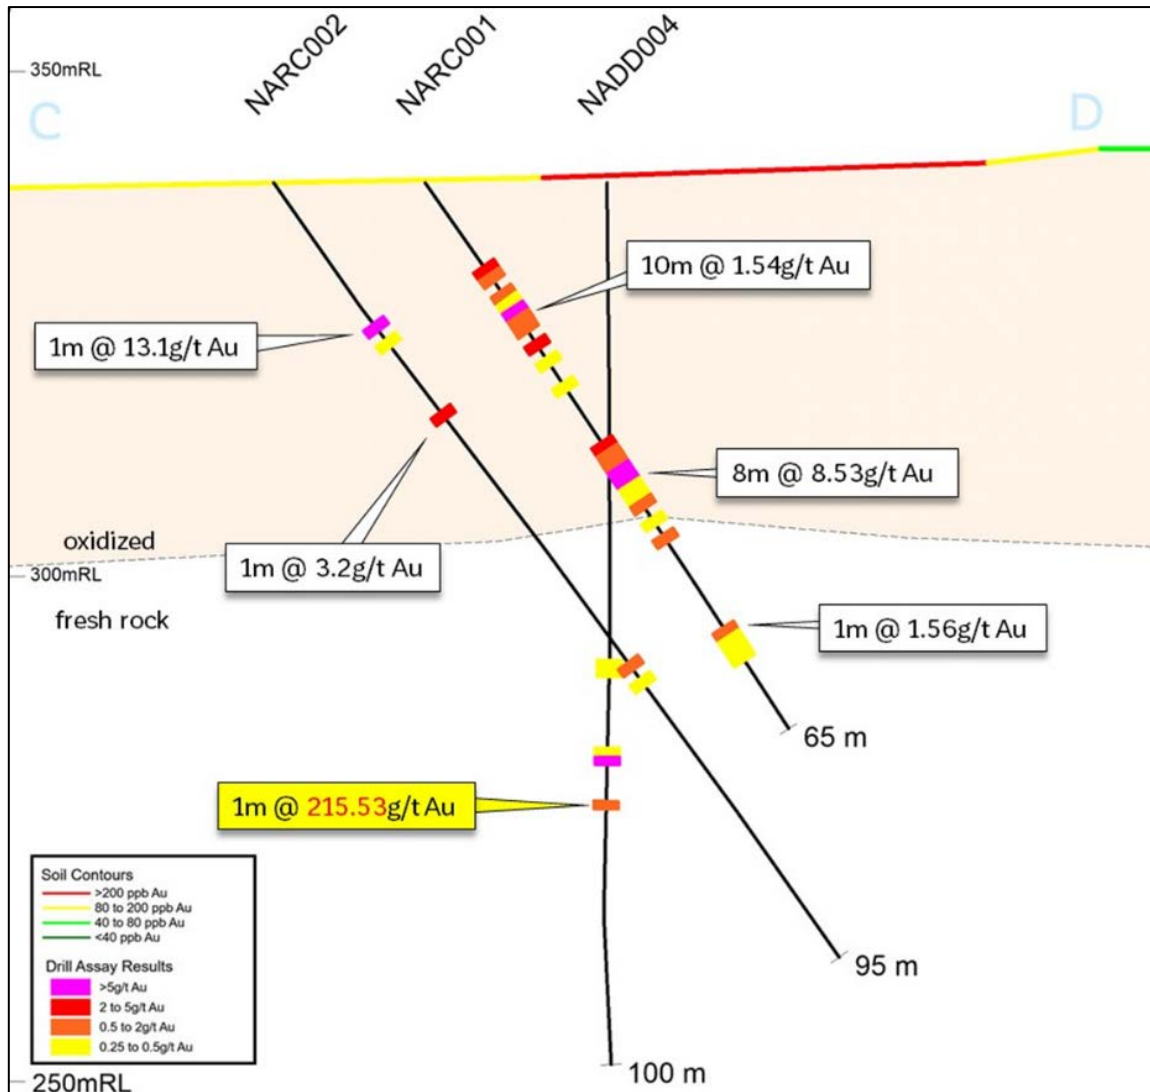 NARC002
NARC001
NADD004
350mRL
C
D
10m @ 1.54g/t Au
1m @ 13.1g/t Au
8m @ 8.53g/t Au
oxidized
1m @ 3.2g/t Au
300mRL
fresh rock
1m @ 1.56g/t Au
65 m
1m @ 215.53g/t Au
Soil Contours
>200 ppb Au
80 to 200 ppb Au
40 to 80 ppb Au
<40 ppb Au
Drill Assay Results
>5g/t Au
2 to 5g/t Au
0.5 to 2g/t Au
0.25 to 0.5g/t Au
95 m
100 m
250mRL